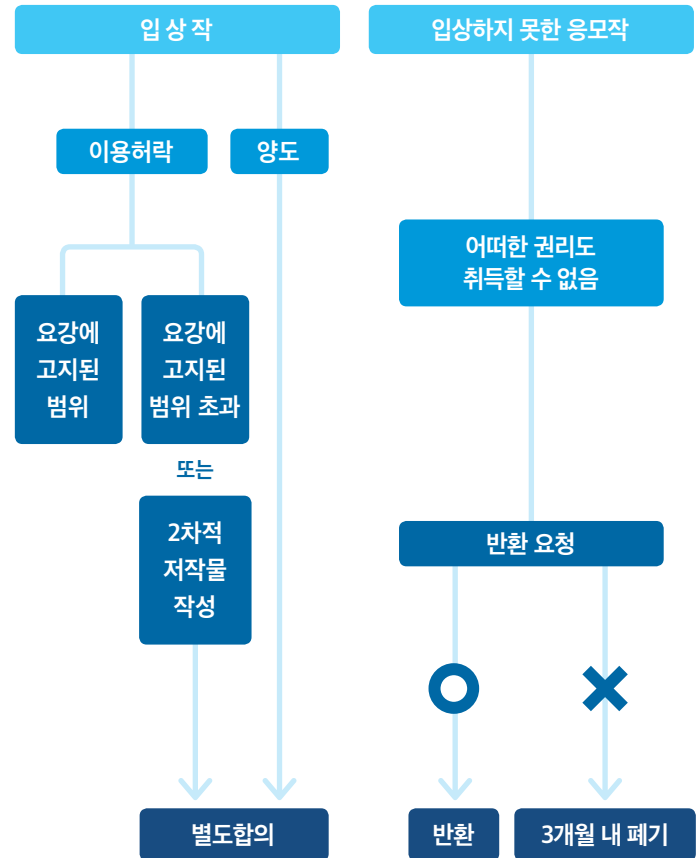 입 상 작
입상하지 못한 응모작
이용허락
양도
어떠한 권리도
취득할 수 없음
요강에
고지된
범위
요강에
고지된
범위 초과
또는
2차적
저작물
작성
반환 요청
별도합의
반환
3개월 내 폐기